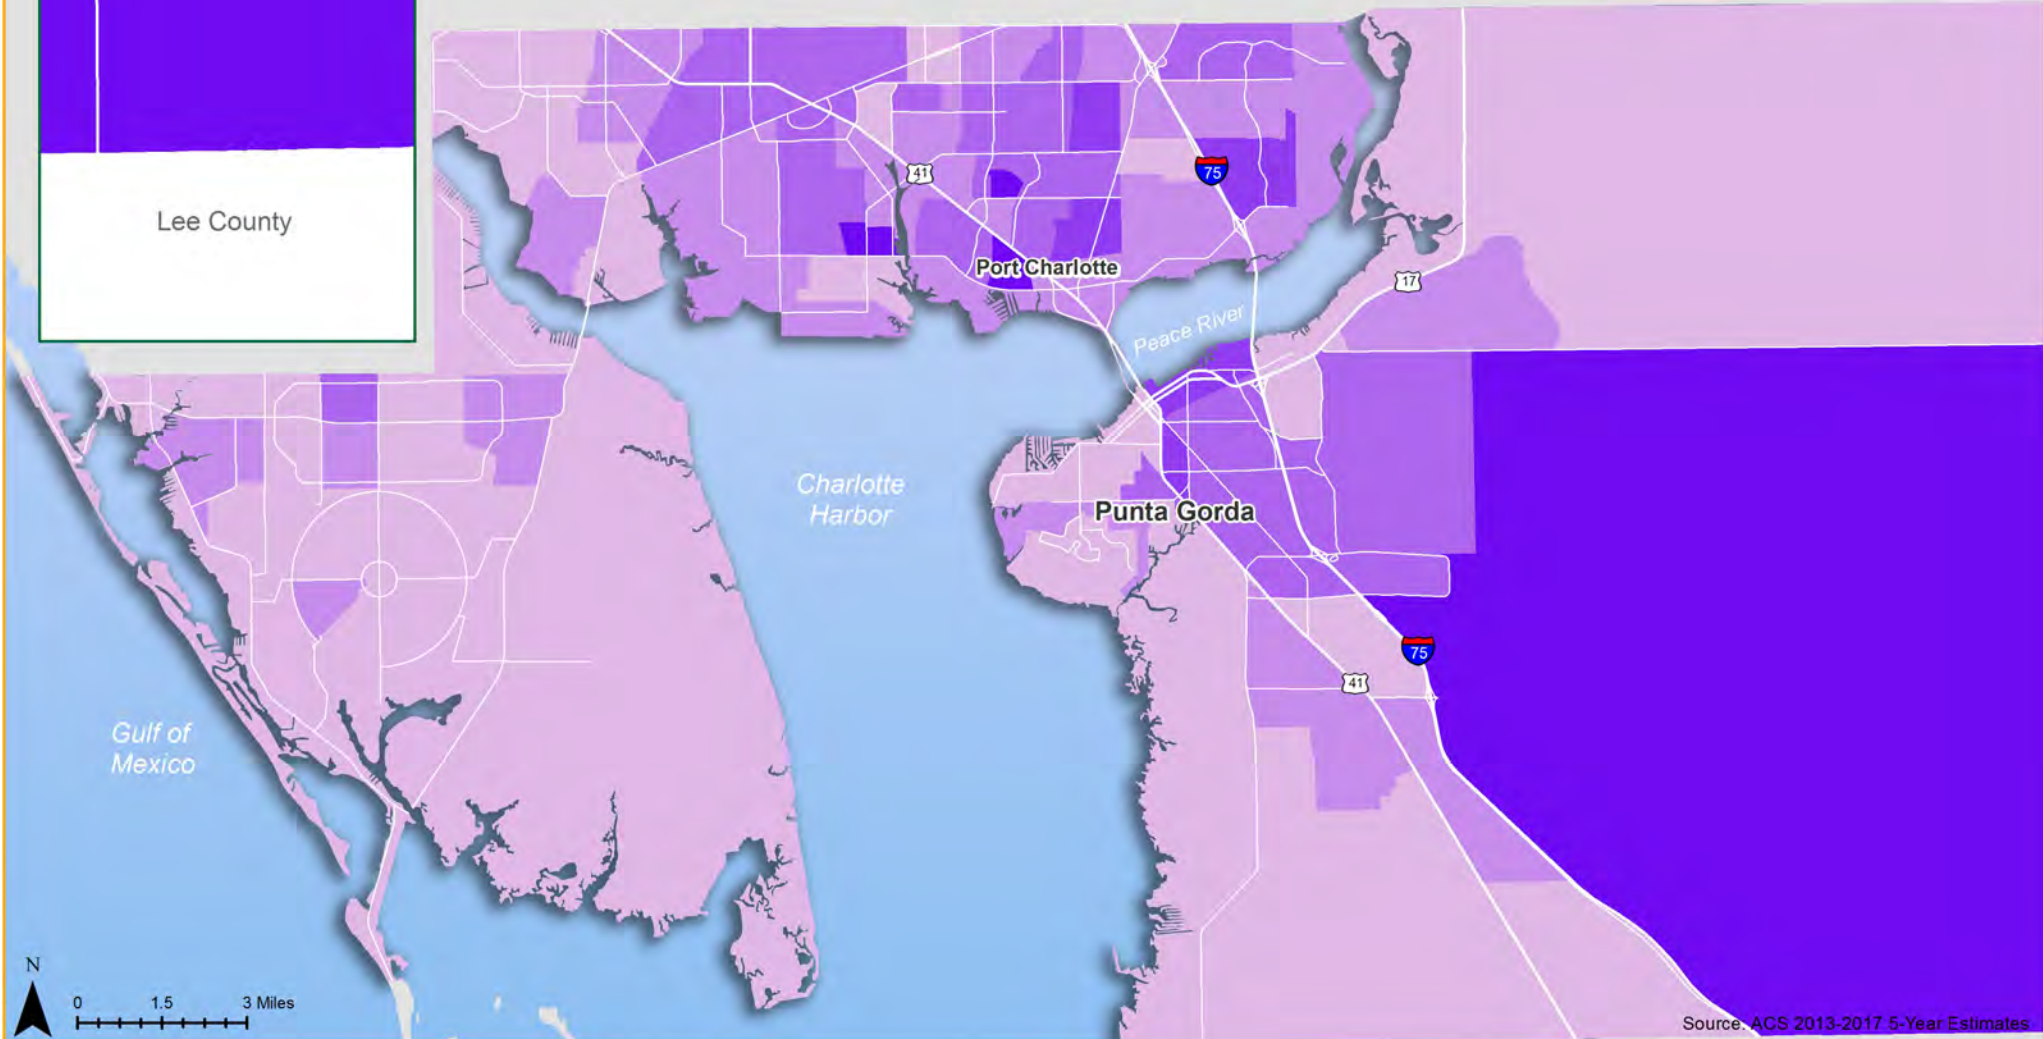 Lee County
41
75
Port Charlotte
17
Peace River
Charlotte
Harbor
Punta Gorda
75
41
Gulf of
Mexico
N
0 1.5 3 Miles
Source: ACS 2013-2017 5-Year Estimates